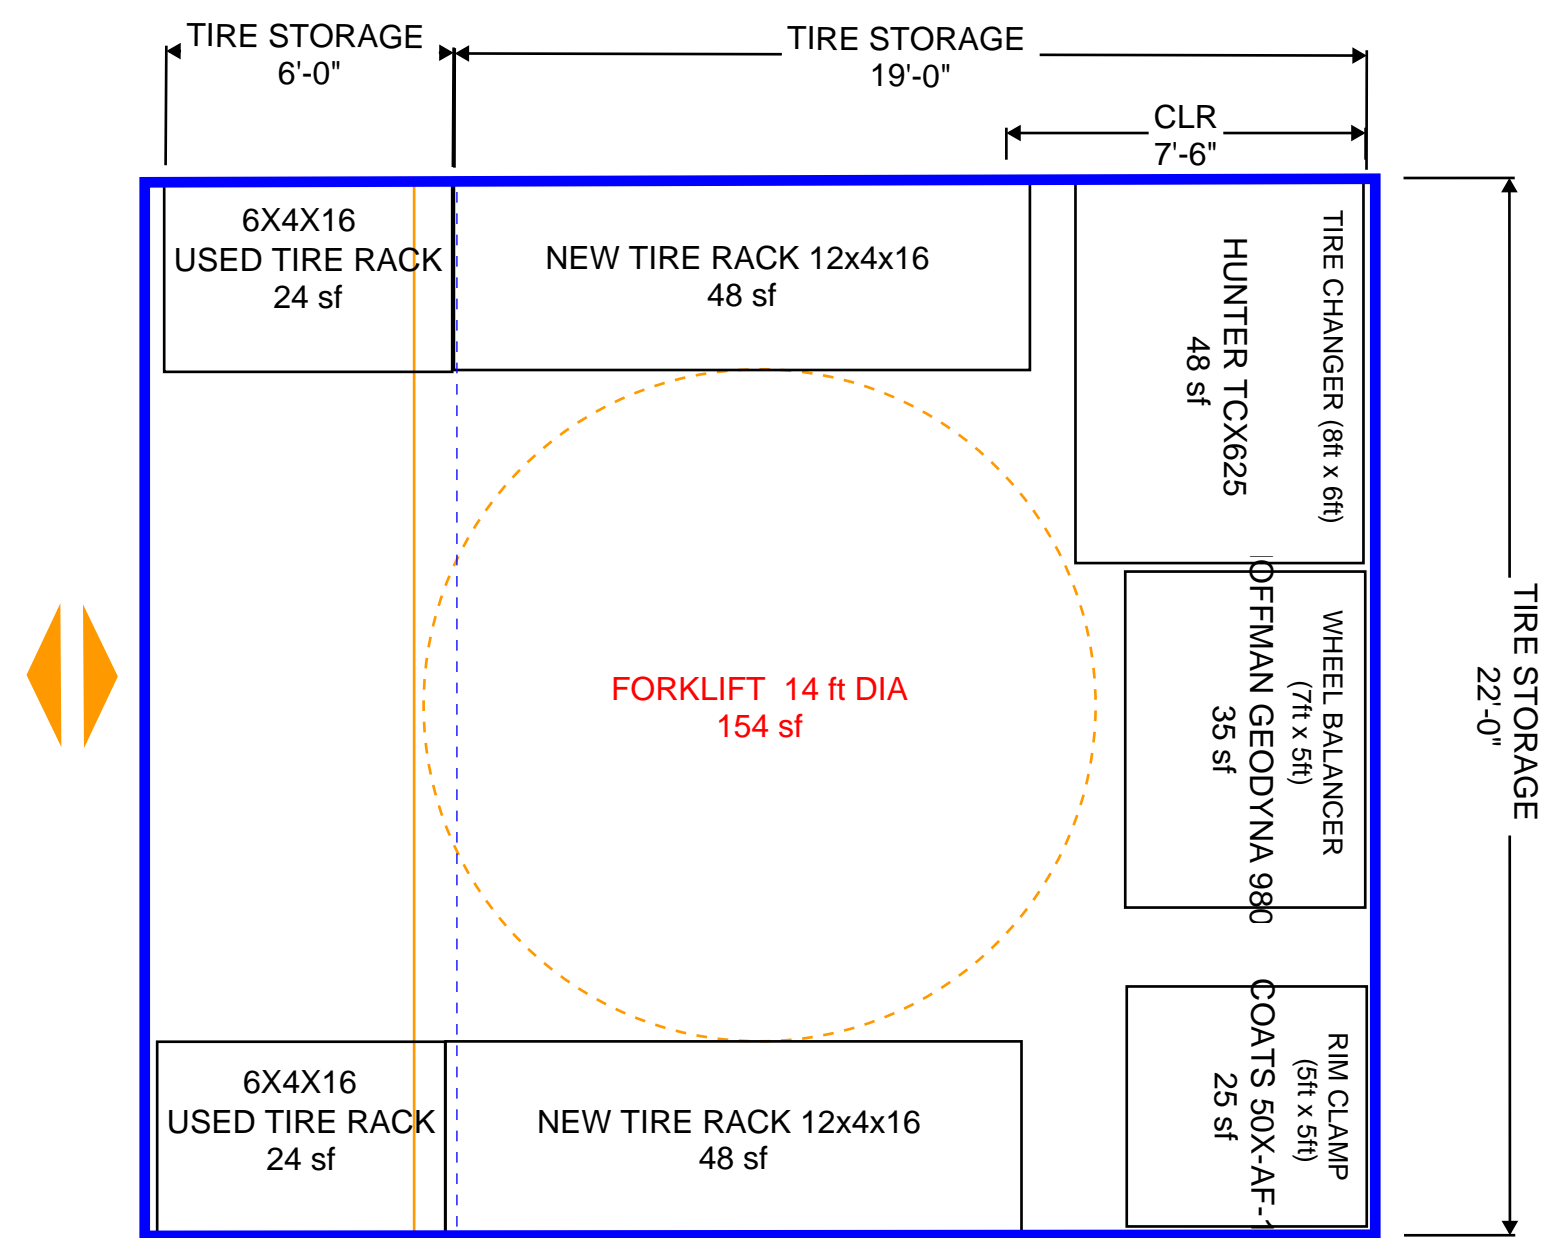 TIRE STORAGE
6'-0"
TIRE STORAGE
19'-0"
CLR
7'-6"
6X4X16
USED TIRE RACK
24 sf
NEW TIRE RACK 12x4x16
48 sf
TIRE CHANGER (8ft x 6ft)
HUNTER TCX625
48 sf
WHEEL BALANCER
(7ft x 5ft)
OFFMAN GEODYNA 980
35 sf
FORKLIFT 14 ft DIA
154 sf
TIRE STORAGE
22'-0"
RIM CLAMP
(5ft x 5ft)
COATS 50X-AF-1
25 sf
6X4X16
USED TIRE RACK
24 sf
NEW TIRE RACK 12x4x16
48 sf